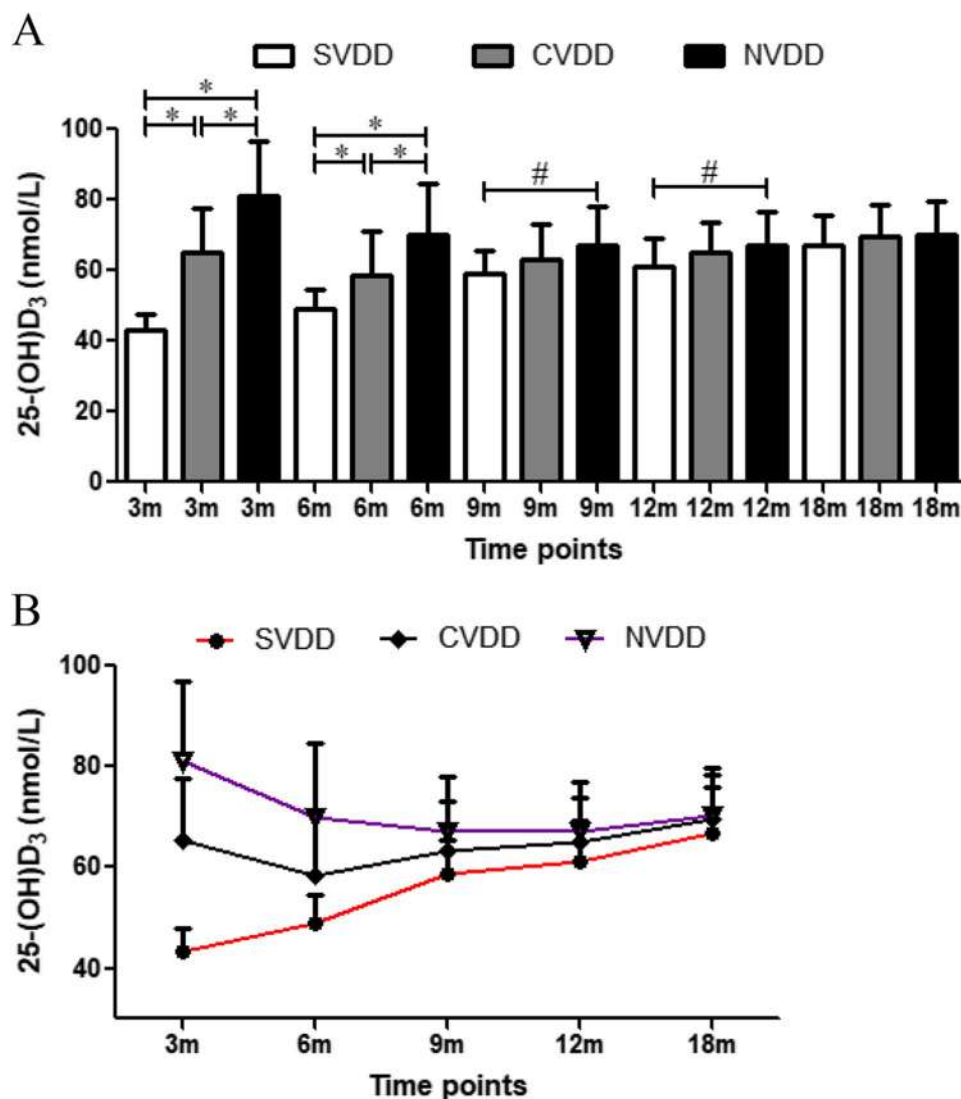 A
SVDD CVDD NVDD
*
* *
*
* *
# #
100
80
60
40
20
0
25-(OH)D₃ (nmol/L)
3m 3m 3m 6m 6m 6m 9m 9m 9m 12m 12m 12m 18m 18m 18m
Time points
B
SVDD CVDD NVDD
100
80
60
40
25-(OH)D₃ (nmol/L)
3m 6m 9m 12m 18m
Time points